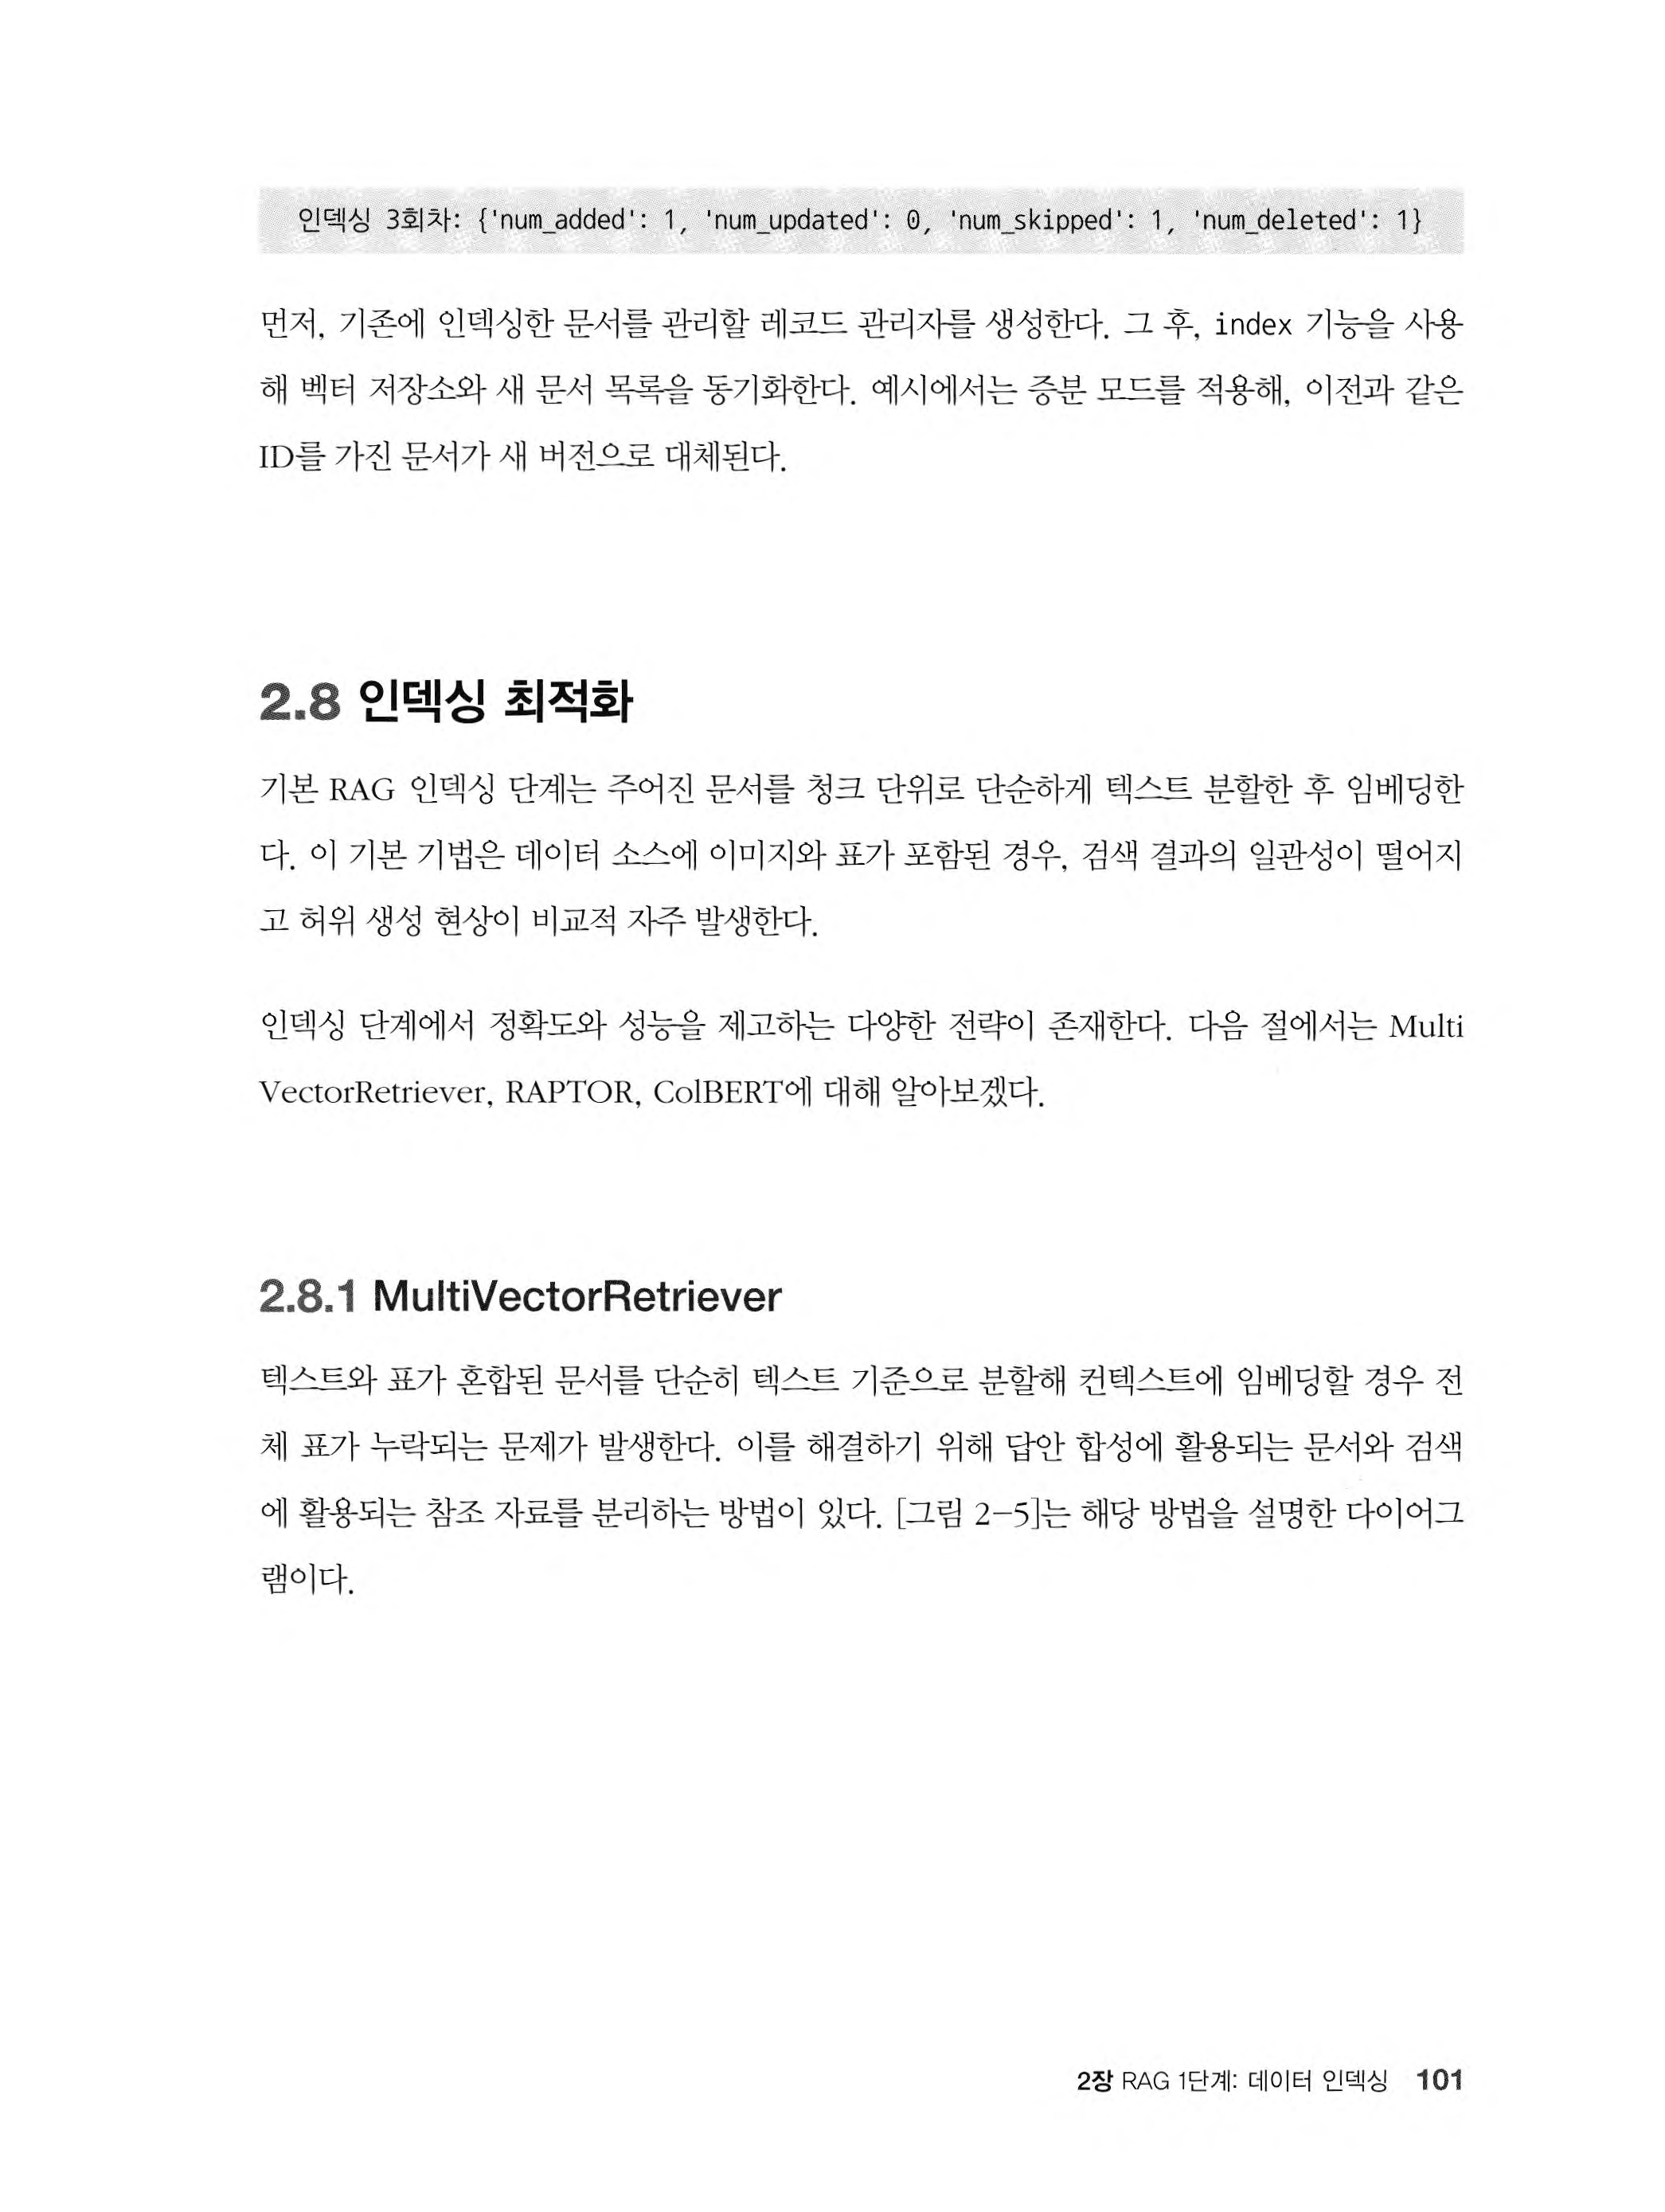 인덱싱 3회차: {'num_added': 1, 'num_updated': 0, 'num_skipped': 1, 'num_deleted': 1}
먼저, 기존에 인덱싱한 문서를 관리할 레코드 관리자를 생성한다. 그 후, index 기능을 사용
해 벡터 저장소와 새 문서 목록을 동기화한다. 예시에서는 증분 모드를 적용해, 이전과 같은
ID를 가진 문서가 새 버전으로 대체된다.
2.8 인덱싱 최적화
기본 RAG 인덱싱 단계는 주어진 문서를 청크 단위로 단순하게 텍스트 분할한 후 임베딩한
다. 이 기본 기법은 데이터 소스에 이미지와 표가 포함된 경우, 검색 결과의 일관성이 떨어지
고 허위 생성 현상이 비교적 자주 발생한다.
인덱싱 단계에서 정확도와 성능을 제고하는 다양한 전략이 존재한다. 다음 절에서는 Multi
VectorRetriever, RAPTOR, ColBERT에 대해 알아보겠다.
2.8.1 MultiVectorRetriever
텍스트와 표가 혼합된 문서를 단순히 텍스트 기준으로 분할해 컨텍스트에 임베딩할 경우 전
체 표가 누락되는 문제가 발생한다. 이를 해결하기 위해 답안 합성에 활용되는 문서와 검색
에 활용되는 참조 자료를 분리하는 방법이 있다. [그림 2-5]는 해당 방법을 설명한 다이어그
램이다.
2장 RAG 1단계: 데이터 인덱싱 101